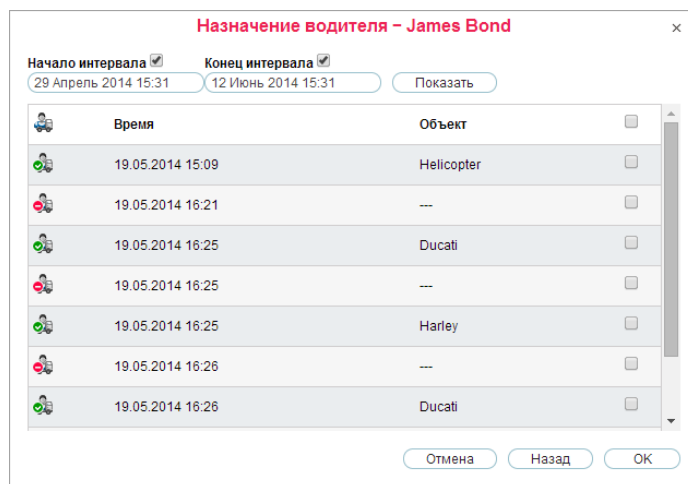 Назначение водителя – James Bond
Начало интервала Конец интервала
29 Апрель 2014 15:31 12 Июнь 2014 15:31 Показать
Время Объект
19.05.2014 15:09 Helicopter
19.05.2014 16:21 ---
19.05.2014 16:25 Ducati
19.05.2014 16:25 ---
19.05.2014 16:25 Harley
19.05.2014 16:26 ---
19.05.2014 16:26 Ducati
Отмена Назад OK